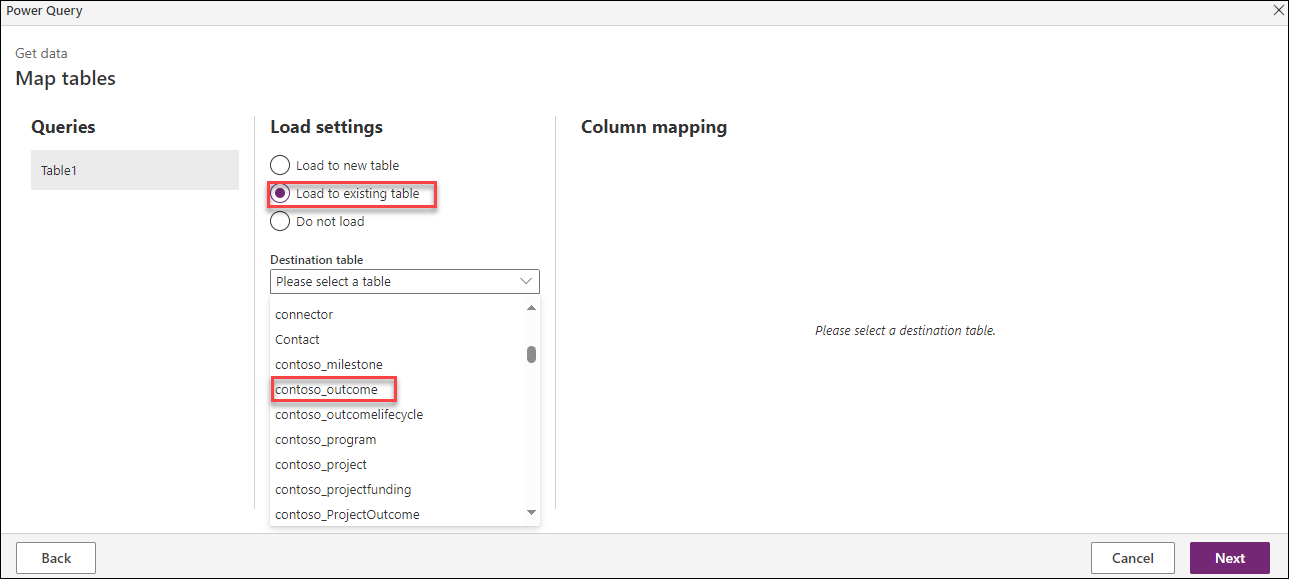 Power Query
Get data
Map tables
Queries
Table1
Load settings
Load to new table
Load to existing table
Do not load
Destination table
Please select a table
connector
Contact
contoso_milestone
contoso_outcome
contoso_outcomelifecycle
contoso_program
contoso_project
contoso_projectfunding
contoso_ProjectOutcome
Column mapping
Please select a destination table.
Back
Cancel
Next